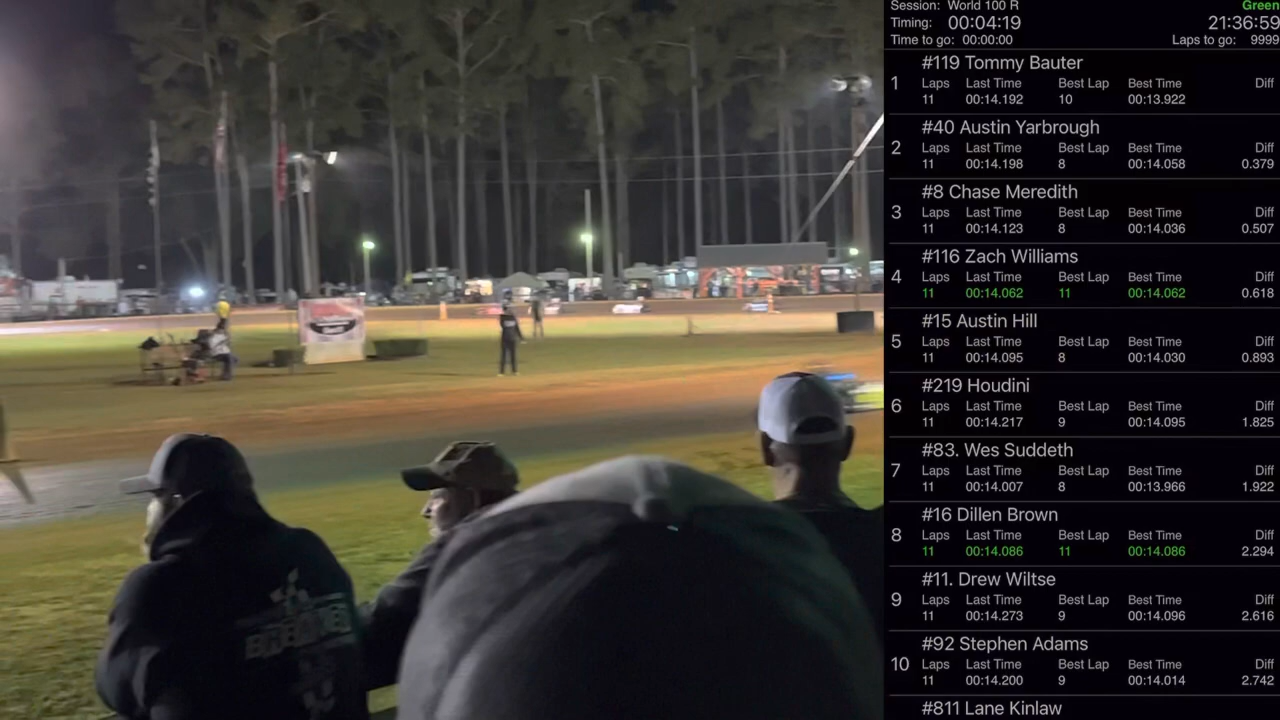 Session: World 100 R
Green
Timing: 00:04:19
21:36:59
Time to go: 00:00:00
Laps to go: 9999
#119 Tommy Bauter
1
Laps Last Time Best Lap Best Time Diff
11 00:14.192 10 00:13.922
#40 Austin Yarbrough
2
Laps Last Time Best Lap Best Time Diff
11 00:14.198 8 00:14.058 0.379
#8 Chase Meredith
3
Laps Last Time Best Lap Best Time Diff
11 00:14.123 8 00:14.036 0.507
#116 Zach Williams
4
Laps Last Time Best Lap Best Time Diff
11 00:14.062 11 00:14.062 0.618
#15 Austin Hill
5
Laps Last Time Best Lap Best Time Diff
11 00:14.095 8 00:14.030 0.893
#219 Houdini
6
Laps Last Time Best Lap Best Time Diff
11 00:14.217 9 00:14.095 1.825
#83. Wes Suddeth
7
Laps Last Time Best Lap Best Time Diff
11 00:14.007 8 00:13.966 1.922
#16 Dillen Brown
8
Laps Last Time Best Lap Best Time Diff
11 00:14.086 11 00:14.086 2.294
#11. Drew Wiltse
9
Laps Last Time Best Lap Best Time Diff
11 00:14.273 9 00:14.096 2.616
#92 Stephen Adams
10
Laps Last Time Best Lap Best Time Diff
11 00:14.200 9 00:14.014 2.742
#811 Lane Kinlaw